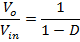 V_o/V_in = 1/(1 − D)